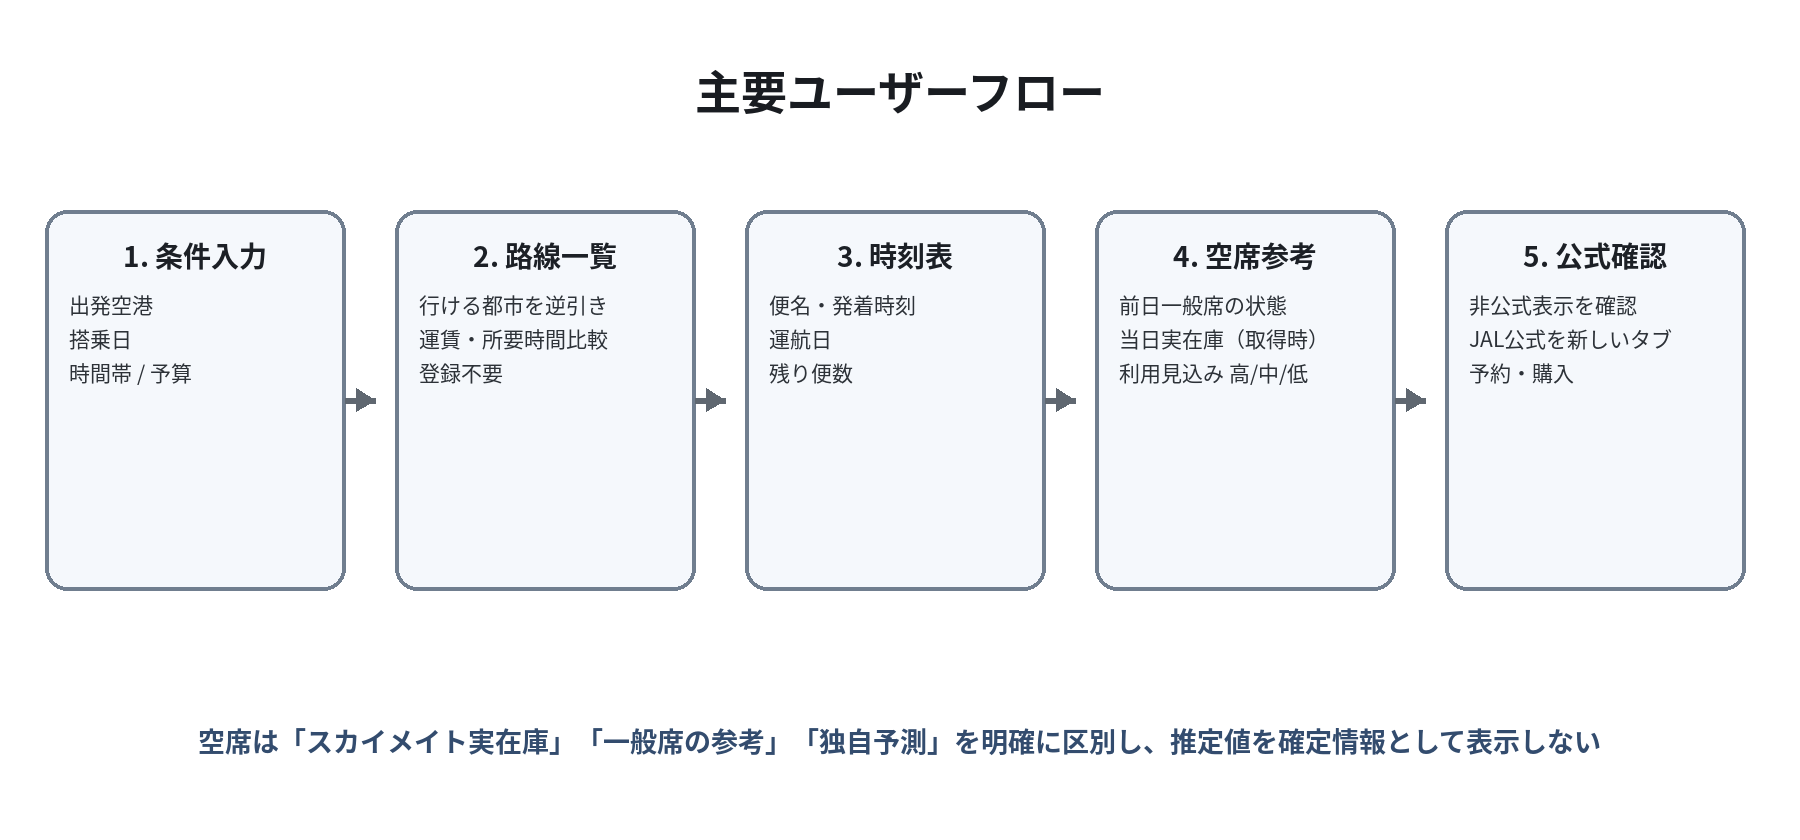 主要ユーザーフロー
1. 条件入力
出発空港
搭乗日
時間帯 / 予算
2. 路線一覧
行ける都市を逆引き
運賃・所要時間比較
登録不要
3. 時刻表
便名・発着時刻
運航日
残り便数
4. 空席参考
前日一般席の状態
当日実在庫（取得時）
利用見込み 高/中/低
5. 公式確認
非公式表示を確認
JAL公式を新しいタブ
予約・購入
空席は「スカイメイト実在庫」「一般席の参考」「独自予測」を明確に区別し、推定値を確定情報として表示しない